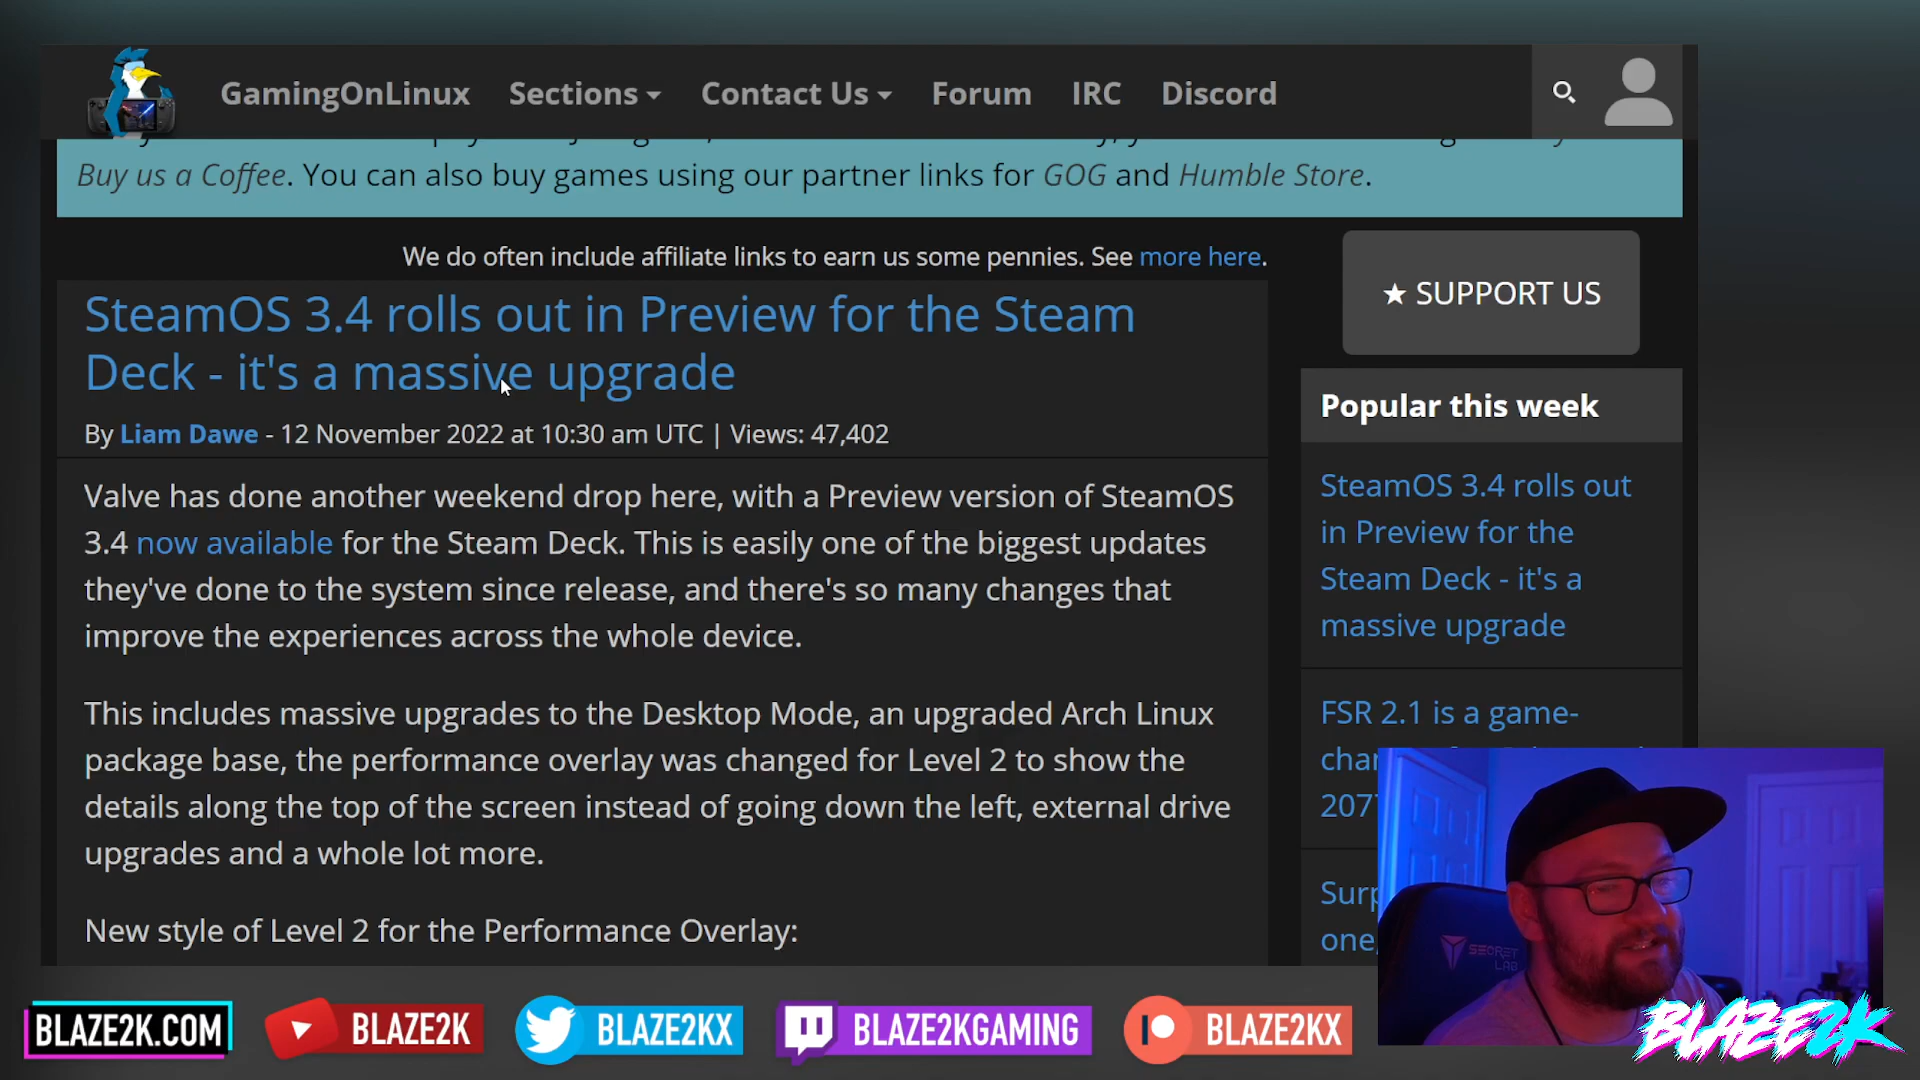 GamingOnLinux Sections Contact Us Forum IRC Discord
Buy us a Coffee. You can also buy games using our partner links for GOG and Humble Store.
We do often include affiliate links to earn us some pennies. See more here.
★ SUPPORT US
SteamOS 3.4 rolls out in Preview for the Steam
Deck - it's a massive upgrade
By Liam Dawe - 12 November 2022 at 10:30 am UTC | Views: 47,402
Valve has done another weekend drop here, with a Preview version of SteamOS
3.4 now available for the Steam Deck. This is easily one of the biggest updates
they've done to the system since release, and there's so many changes that
improve the experiences across the whole device.
This includes massive upgrades to the Desktop Mode, an upgraded Arch Linux
package base, the performance overlay was changed for Level 2 to show the
details along the top of the screen instead of going down the left, external drive
upgrades and a whole lot more.
New style of Level 2 for the Performance Overlay:
Popular this week
SteamOS 3.4 rolls out
in Preview for the
Steam Deck - it's a
massive upgrade
FSR 2.1 is a game-
207
one,
SECRET
LAB
BLAZE2K.COM
BLAZE2K
BLAZE2KX
BLAZE2KGAMING
BLAZE2KX
BLAZE2K